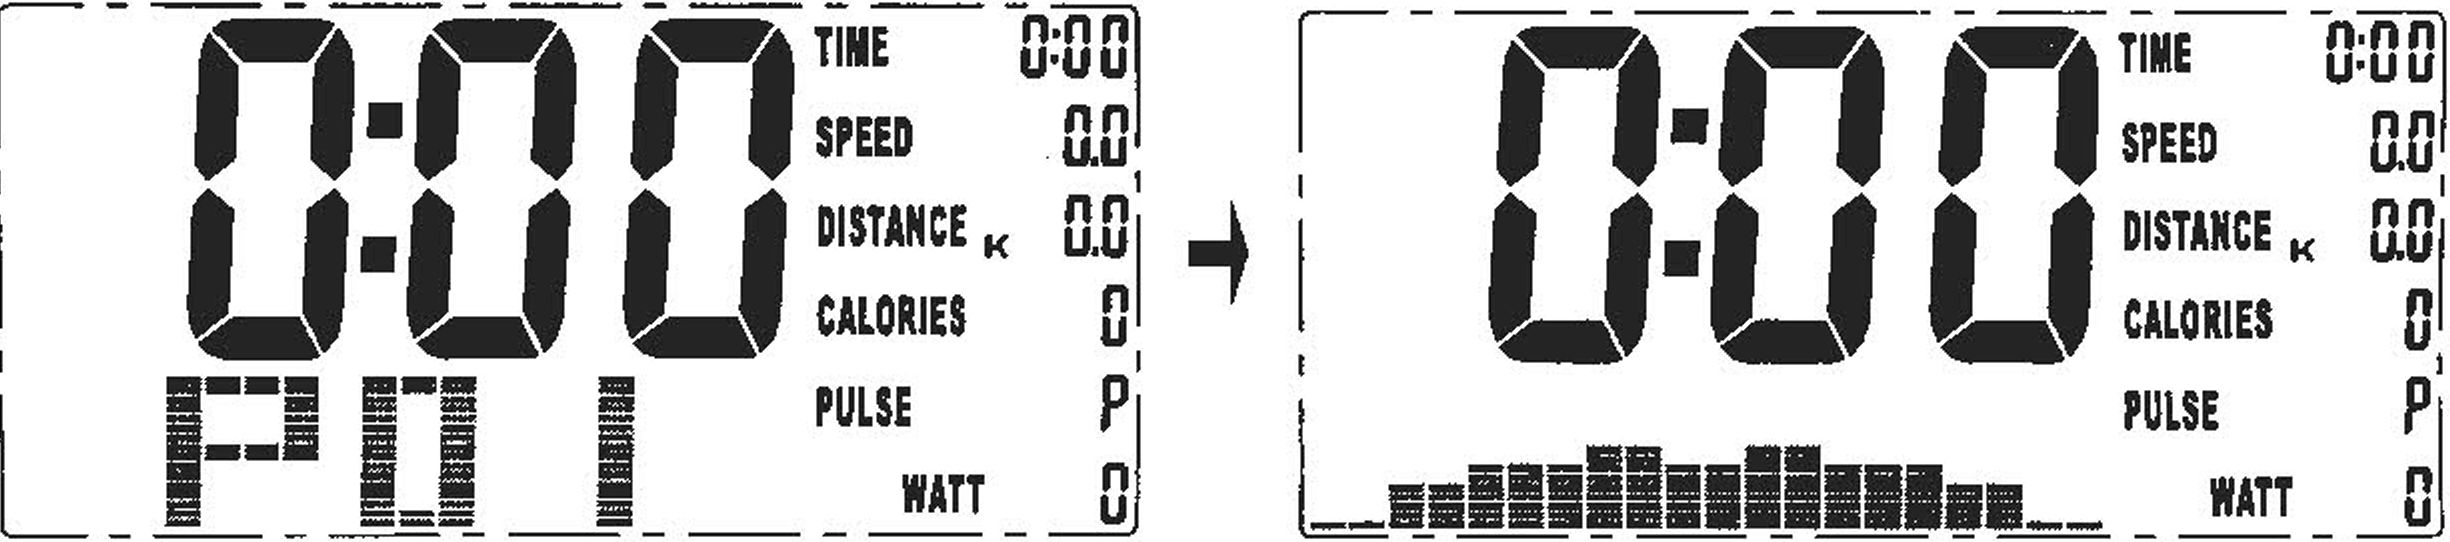 0:00
TIME 0:00
SPEED 0.0
DISTANCE K 0.0
CALORIES 0
PULSE P
WATT 0
P01
0:00
TIME 0:00
SPEED 0.0
DISTANCE K 0.0
CALORIES 0
PULSE P
WATT 0